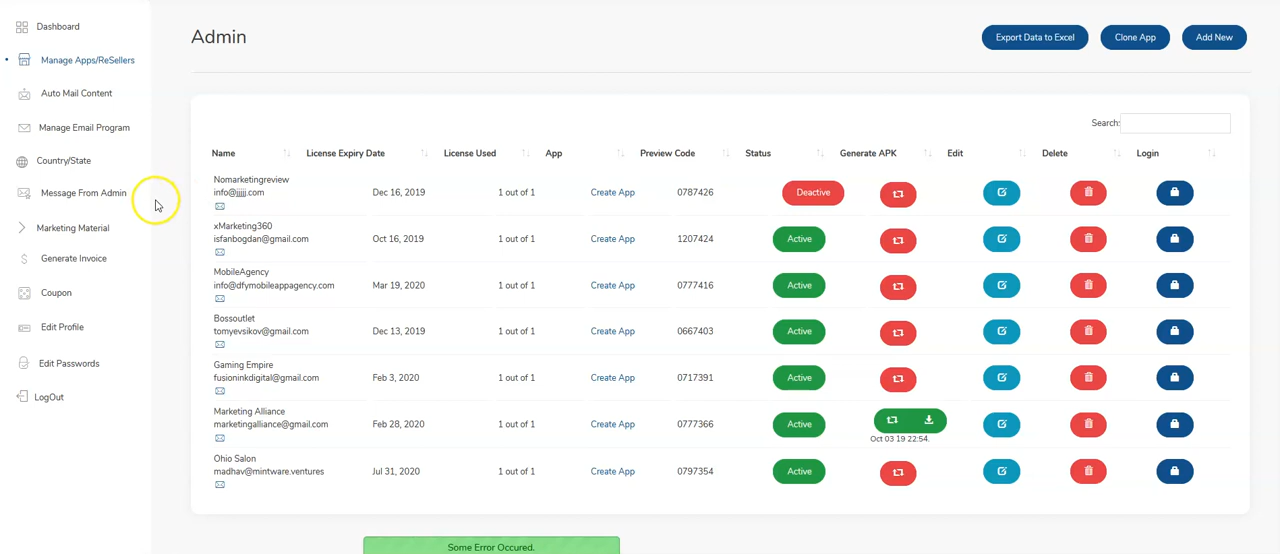 Dashboard
Manage Apps/ReSellers
Auto Mail Content
Manage Email Program
Country/State
Message From Admin
Marketing Material
Generate Invoice
Coupon
Edit Profile
Edit Passwords
LogOut
Admin
Export Data to Excel
Clone App
Add New
Search:
Name License Expiry Date License Used App Preview Code Status Generate APK Edit Delete Login
Nomarketingreview
info@jjjjj.com Dec 16, 2019 1 out of 1 Create App 0787426 Deactive
xMarketing360
isfanbogdan@gmail.com Oct 16, 2019 1 out of 1 Create App 1207424 Active
MobileAgency
info@dfymobileappagency.com Mar 19, 2020 1 out of 1 Create App 0777416 Active
Bossoutlet
tomyevsikov@gmail.com Dec 13, 2019 1 out of 1 Create App 0667403 Active
Gaming Empire
fusioninkdigital@gmail.com Feb 3, 2020 1 out of 1 Create App 0717391 Active
Marketing Alliance
marketingalliance@gmail.com Feb 28, 2020 1 out of 1 Create App 0777366 Active
Oct 03 19 22:54.
Ohio Salon
madhav@mintware.ventures Jul 31, 2020 1 out of 1 Create App 0797354 Active
Some Error Occured.